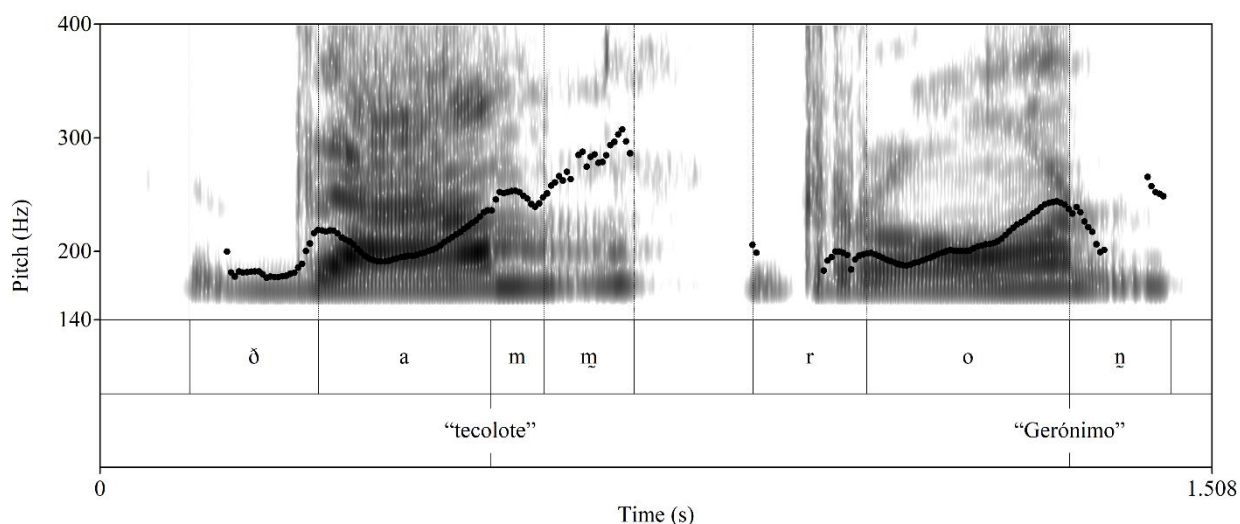 400
300
200
140
Pitch (Hz)
ð a m m̰ r o n̰
“tecolote” “Gerónimo”
0 1.508
Time (s)